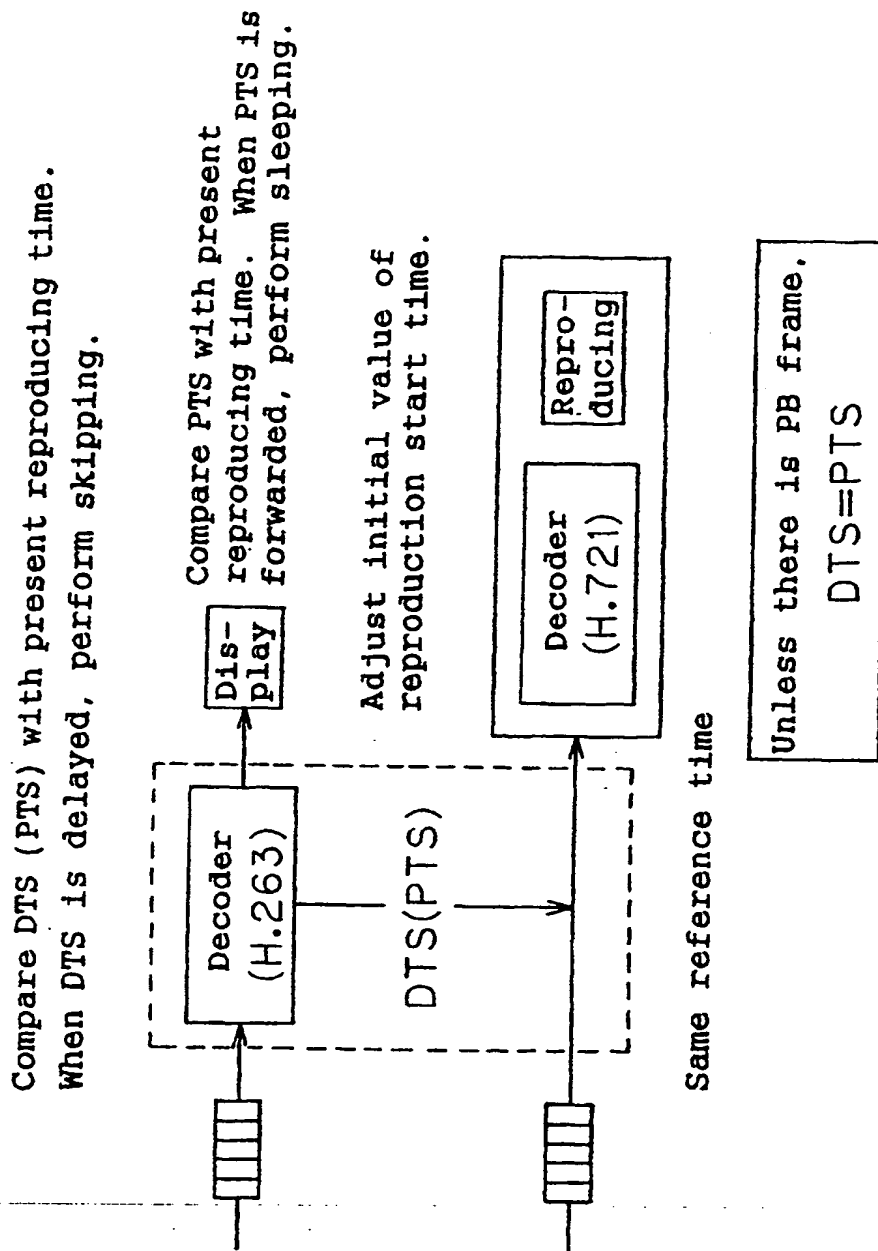 Compare DTS (PTS) with present reproducing time.
When DTS is delayed, perform skipping.
Decoder
(H.263)
Dis-
play
Compare PTS with present
reproducing time. When PTS is
forwarded, perform sleeping.
DTS(PTS)
Adjust initial value of
reproduction start time.
Decoder
(H.721)
Repro-
ducing
Same reference time
Unless there is PB frame,
DTS=PTS